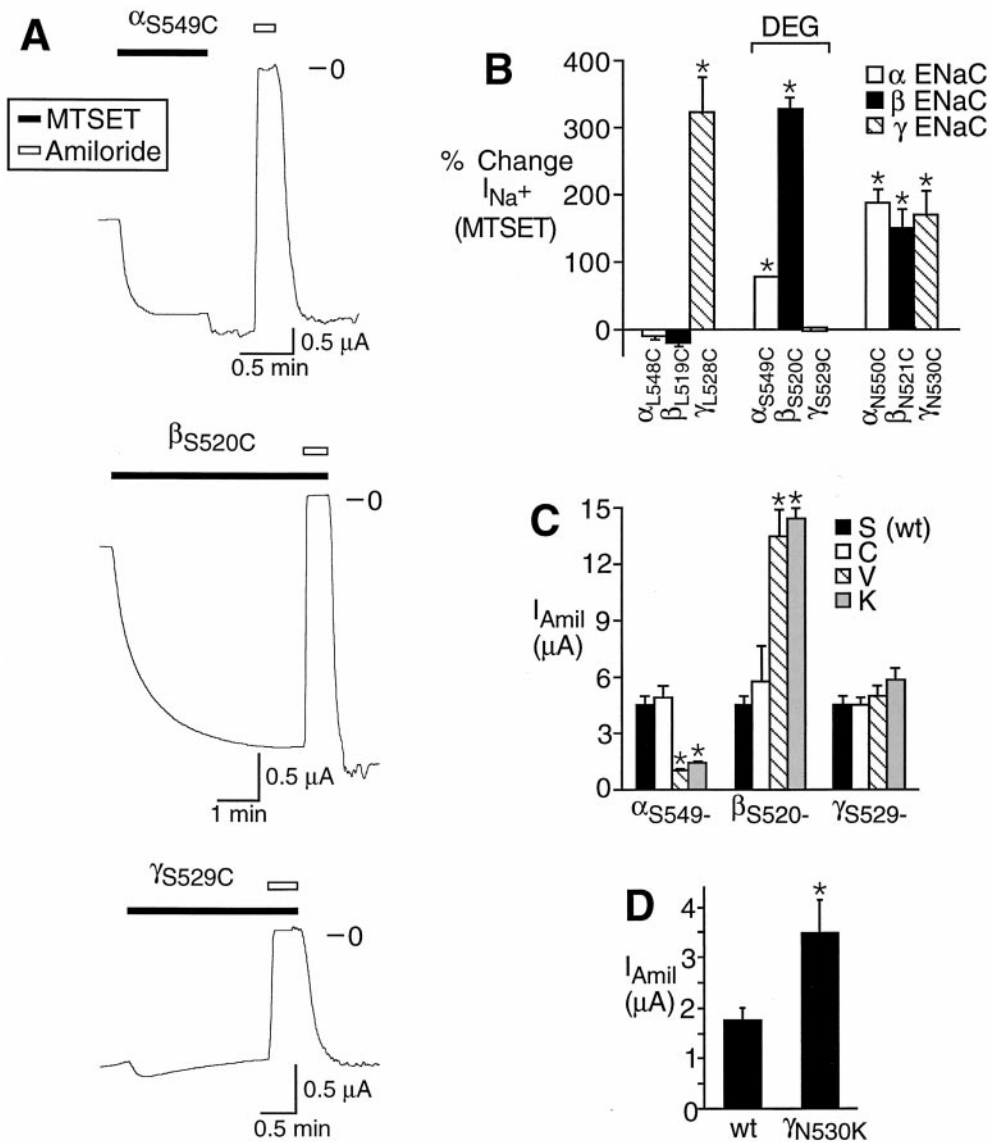 A
αS549C
−0
MTSET
Amiloride
0.5 μA
0.5 min
βS520C
−0
0.5 μA
1 min
γS529C
−0
0.5 μA
0.5 min
B
DEG
400
300
200
100
0
% Change
INa+
(MTSET)
α ENaC
β ENaC
γ ENaC
* * * * * * *
αL548C
βL519C
γL528C
αS549C
βS520C
γS529C
αN550C
βN521C
γN530C
C
15
12
9
6
3
0
IAmil
(μA)
S (wt)
C
V
K
* * * *
αS549-
βS520-
γS529-
D
4
3
2
1
0
IAmil
(μA)
*
wt
γN530K